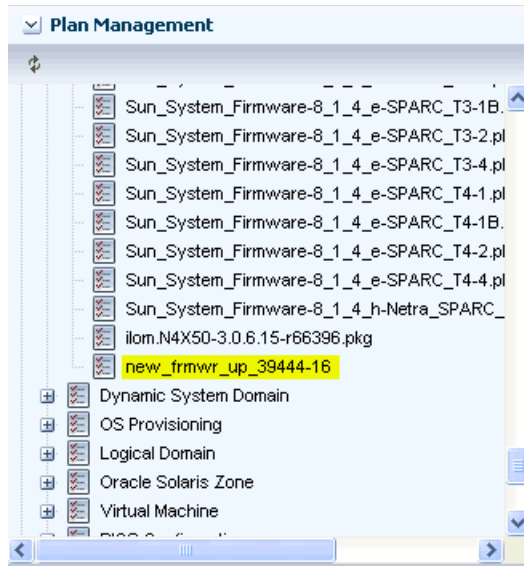 Plan Management
Sun_System_Firmware-8_1_4_e-SPARC_T3-1B.
Sun_System_Firmware-8_1_4_e-SPARC_T3-2.pl
Sun_System_Firmware-8_1_4_e-SPARC_T3-4.pl
Sun_System_Firmware-8_1_4_e-SPARC_T4-1.pl
Sun_System_Firmware-8_1_4_e-SPARC_T4-1B.
Sun_System_Firmware-8_1_4_e-SPARC_T4-2.pl
Sun_System_Firmware-8_1_4_e-SPARC_T4-4.pl
Sun_System_Firmware-8_1_4_h-Netra_SPARC_
ilom.N4X50-3.0.6.15-r66396.pkg
new_frmwr_up_39444-16
Dynamic System Domain
OS Provisioning
Logical Domain
Oracle Solaris Zone
Virtual Machine